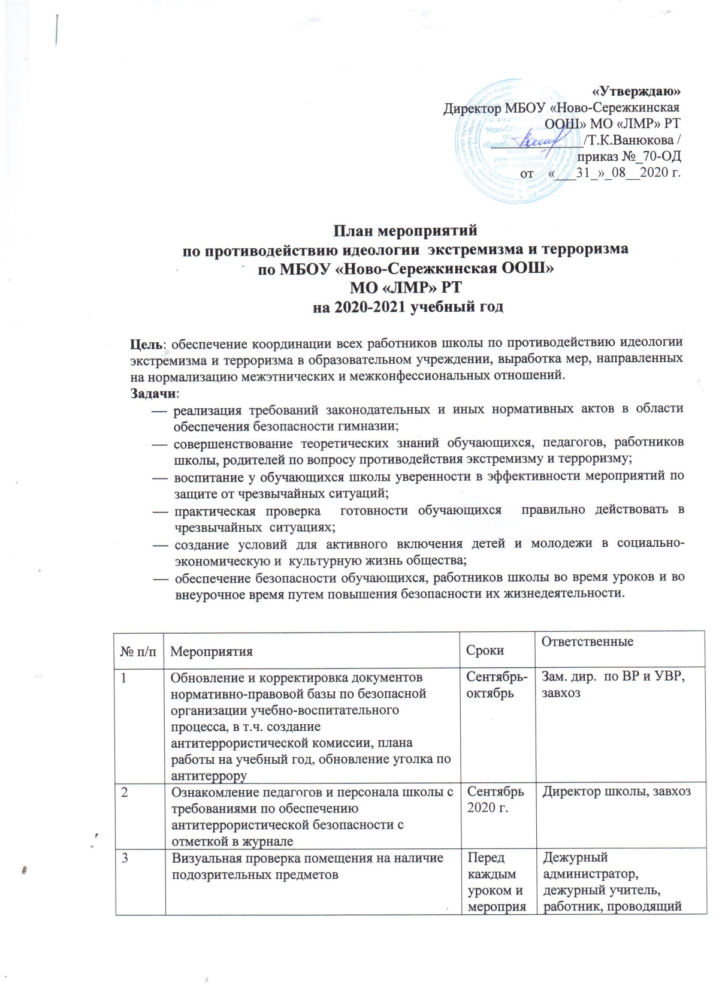 «Утверждаю»
Директор МБОУ «Ново-Сережкинская
ООШ» МО «ЛМР» РТ
_____________/Т.К.Ванюкова /
приказ №_70-ОД
от «___31_»_08__2020 г.
План мероприятий
по противодействию идеологии экстремизма и терроризма
по МБОУ «Ново-Сережкинская ООШ»
МО «ЛМР» РТ
на 2020-2021 учебный год
Цель: обеспечение координации всех работников школы по противодействию идеологии
экстремизма и терроризма в образовательном учреждении, выработка мер, направленных
на нормализацию межэтнических и межконфессиональных отношений.
Задачи:
— реализация требований законодательных и иных нормативных актов в области
обеспечения безопасности гимназии;
— совершенствование теоретических знаний обучающихся, педагогов, работников
школы, родителей по вопросу противодействия экстремизму и терроризму;
— воспитание у обучающихся школы уверенности в эффективности мероприятий по
защите от чрезвычайных ситуаций;
— практическая проверка готовности обучающихся правильно действовать в
чрезвычайных ситуациях;
— создание условий для активного включения детей и молодежи в социально-
экономическую и культурную жизнь общества;
— обеспечение безопасности обучающихся, работников школы во время уроков и во
внеурочное время путем повышения безопасности их жизнедеятельности.
№ п/п Мероприятия Сроки Ответственные
1 Обновление и корректировка документов Сентябрь- Зам. дир. по ВР и УВР,
нормативно-правовой базы по безопасной октябрь завхоз
организации учебно-воспитательного
процесса, в т.ч. создание
антитеррористической комиссии, плана
работы на учебный год, обновление уголка по
антитеррору
2 Ознакомление педагогов и персонала школы с Сентябрь Директор школы, завхоз
требованиями по обеспечению 2020 г.
антитеррористической безопасности с
отметкой в журнале
3 Визуальная проверка помещения на наличие Перед Дежурный
подозрительных предметов каждым администратор,
уроком и дежурный учитель,
мероприя работник, проводящий